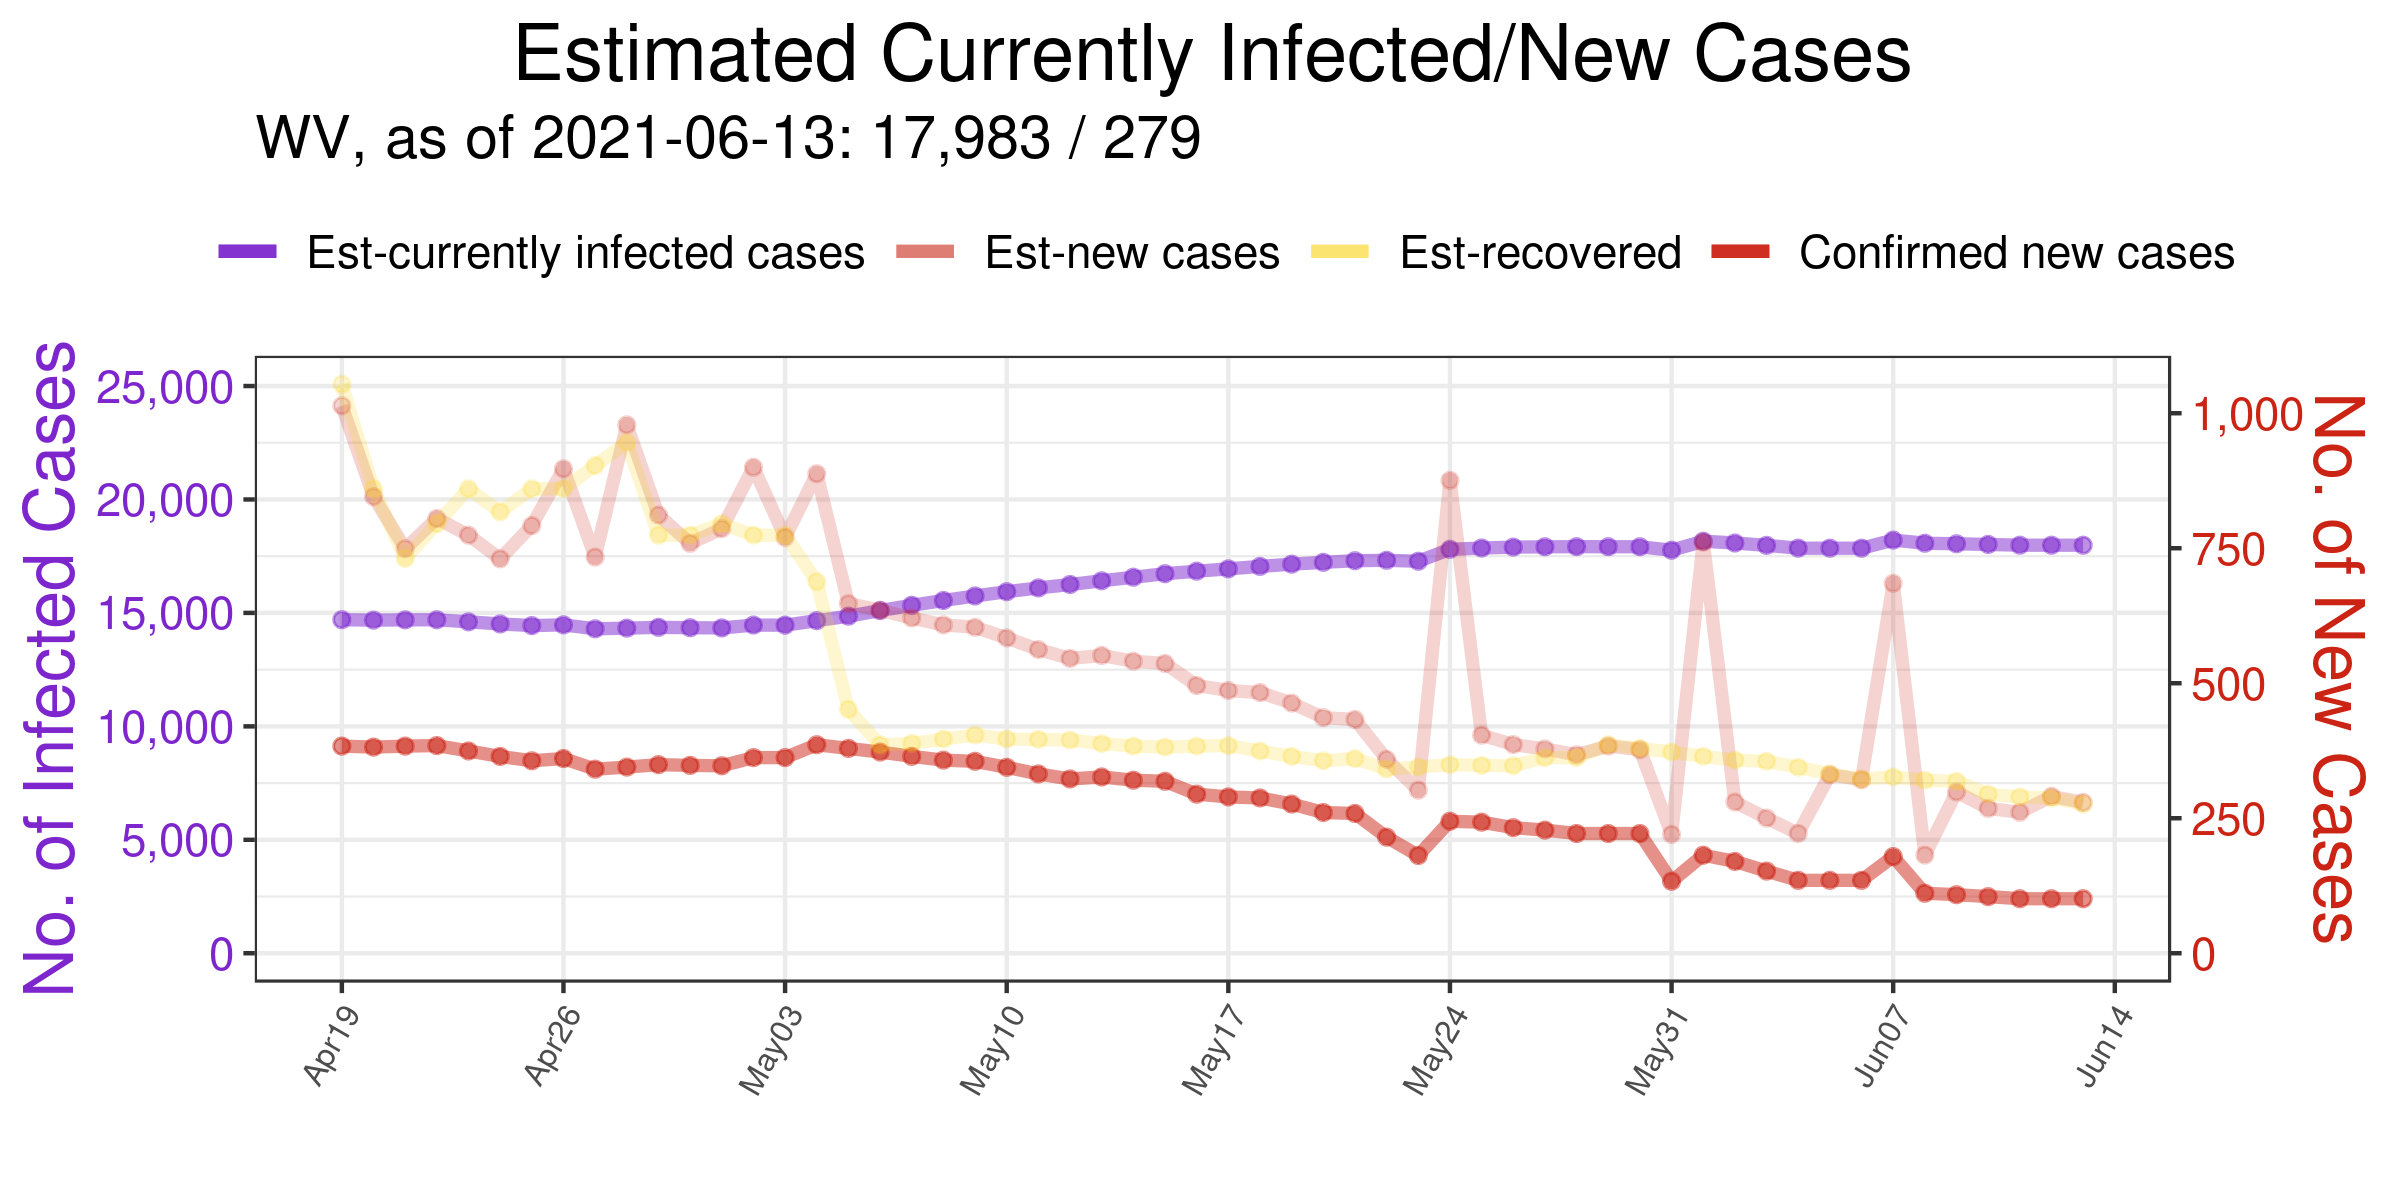 Estimated Currently Infected/New Cases
WV, as of 2021-06-13: 17,983 / 279
Est-currently infected cases Est-new cases Est-recovered Confirmed new cases
No. of Infected Cases
25,000
20,000
15,000
10,000
5,000
0
1,000
750
500
250
0
No. of New Cases
Apr19 Apr26 May03 May10 May17 May24 May31 Jun07 Jun14